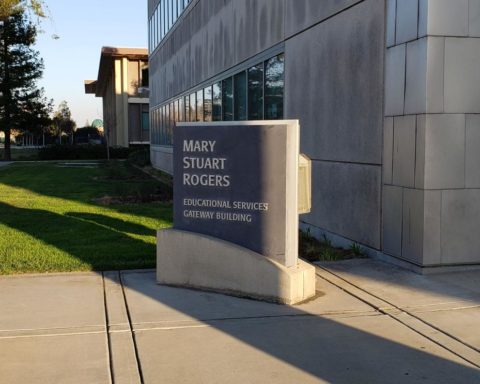 MARY
STUART
ROGERS
EDUCATIONAL SERVICES
GATEWAY BUILDING